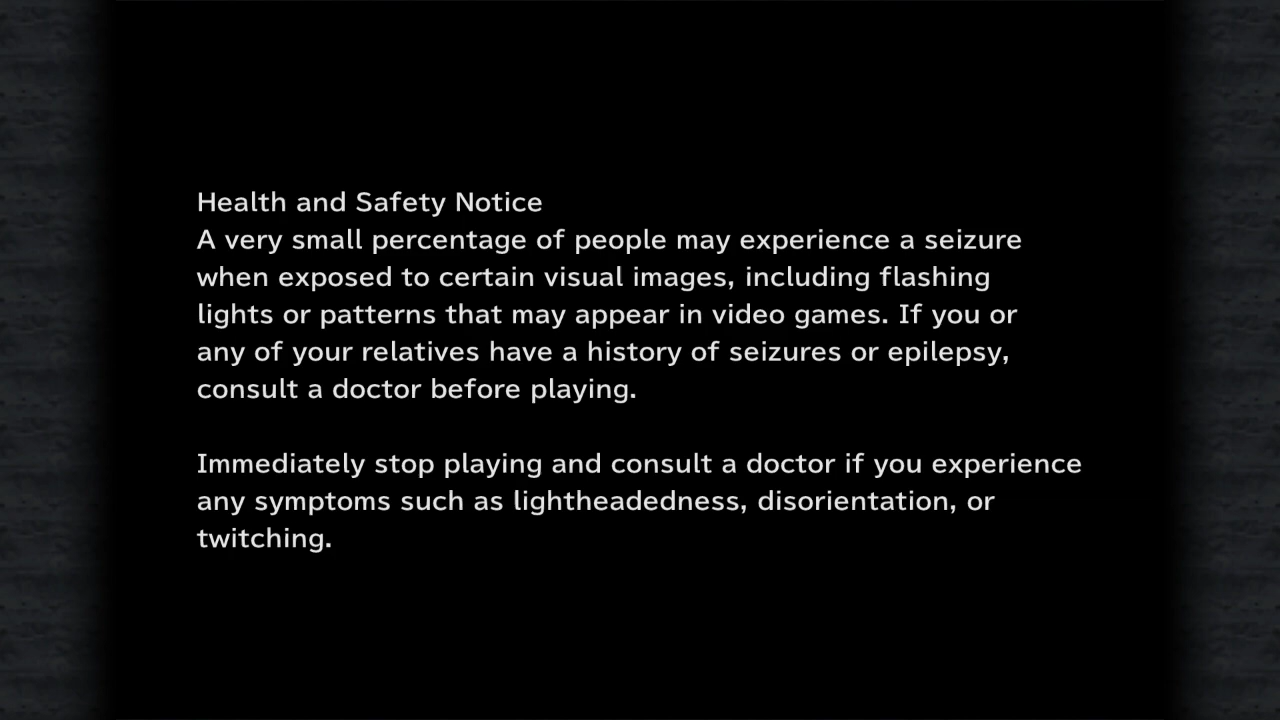 Health and Safety Notice
A very small percentage of people may experience a seizure
when exposed to certain visual images, including flashing
lights or patterns that may appear in video games. If you or
any of your relatives have a history of seizures or epilepsy,
consult a doctor before playing.
Immediately stop playing and consult a doctor if you experience
any symptoms such as lightheadedness, disorientation, or
twitching.